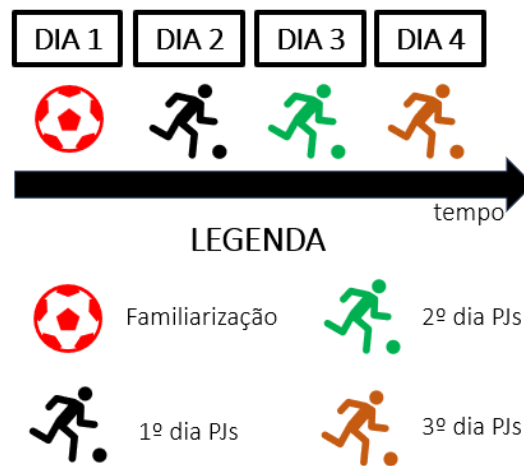 DIA 1 DIA 2 DIA 3 DIA 4
tempo
LEGENDA
Familiarização 2º dia PJs
1º dia PJs 3º dia PJs